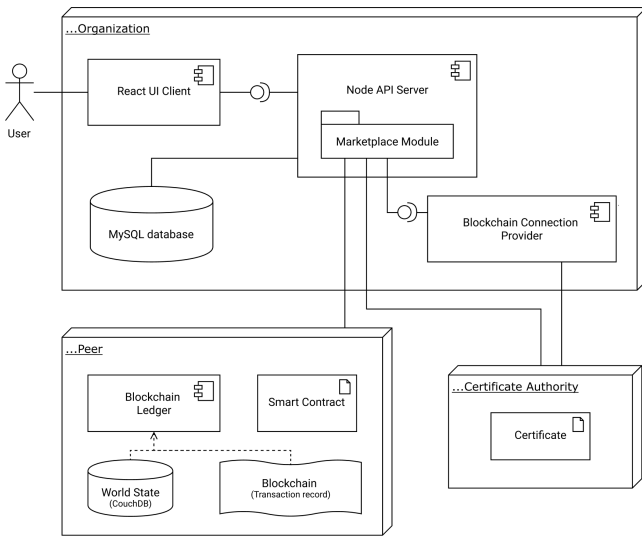 ...Organization
React UI Client
Node API Server
User
Marketplace Module
MySQL database
Blockchain Connection
Provider
...Peer
Blockchain
Ledger
Smart Contract
...Certificate Authority
Certificate
World State
(CouchDB)
Blockchain
(Transaction record)